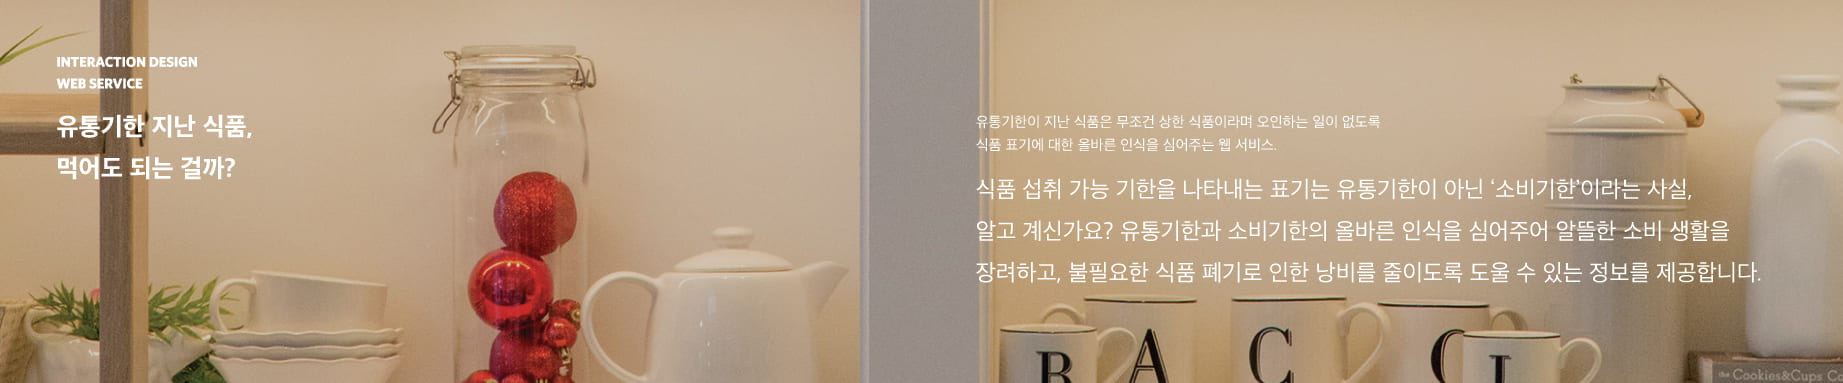 INTERACTION DESIGN
WEB SERVICE
유통기한 지난 식품,
먹어도 되는 걸까?
유통기한이 지난 식품은 무조건 상한 식품이라며 오인하는 일이 없도록
식품 표기에 대한 올바른 인식을 심어주는 웹 서비스.
식품 섭취 가능 기한을 나타내는 표기는 유통기한이 아닌 ‘소비기한’이라는 사실,
알고 계신가요? 유통기한과 소비기한의 올바른 인식을 심어주어 알뜰한 소비 생활을
장려하고, 불필요한 식품 폐기로 인한 낭비를 줄이도록 도울 수 있는 정보를 제공합니다.
B A C C I
the Cookies&Cups Co